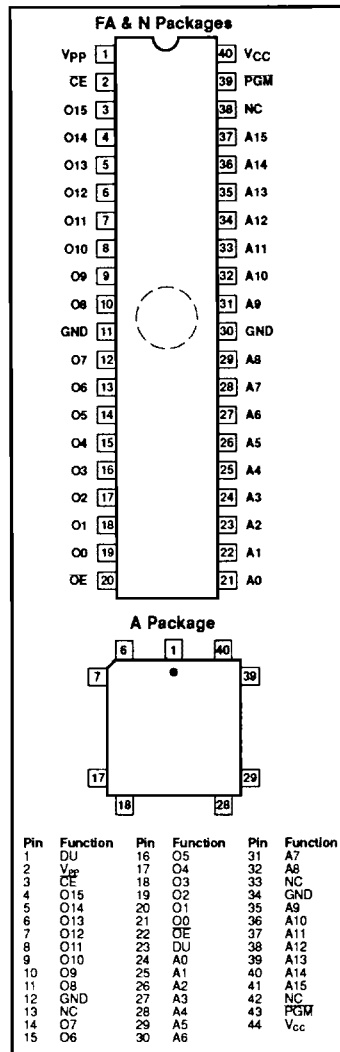 FA & N Packages
VPP 1 40 VCC
C̅E̅ 2 39 P̅G̅M̅
O15 3 38 NC
O14 4 37 A15
O13 5 36 A14
O12 6 35 A13
O11 7 34 A12
O10 8 33 A11
O9 9 32 A10
O8 10 31 A9
GND 11 30 GND
O7 12 29 A8
O6 13 28 A7
O5 14 27 A6
O4 15 26 A5
O3 16 25 A4
O2 17 24 A3
O1 18 23 A2
O0 19 22 A1
O̅E̅ 20 21 A0
A Package
6 1 40
7 39
17 29
18 28
Pin Function Pin Function Pin Function
1 DU 16 O5 31 A7
2 VPP 17 O4 32 A8
3 C̅E̅ 18 O3 33 NC
4 O15 19 O2 34 GND
5 O14 20 O1 35 A9
6 O13 21 O0 36 A10
7 O12 22 O̅E̅ 37 A11
8 O11 23 DU 38 A12
9 O10 24 A0 39 A13
10 O9 25 A1 40 A14
11 O8 26 A2 41 A15
12 GND 27 A3 42 NC
13 NC 28 A4 43 P̅G̅M̅
14 O7 29 A5 44 VCC
15 O6 30 A6